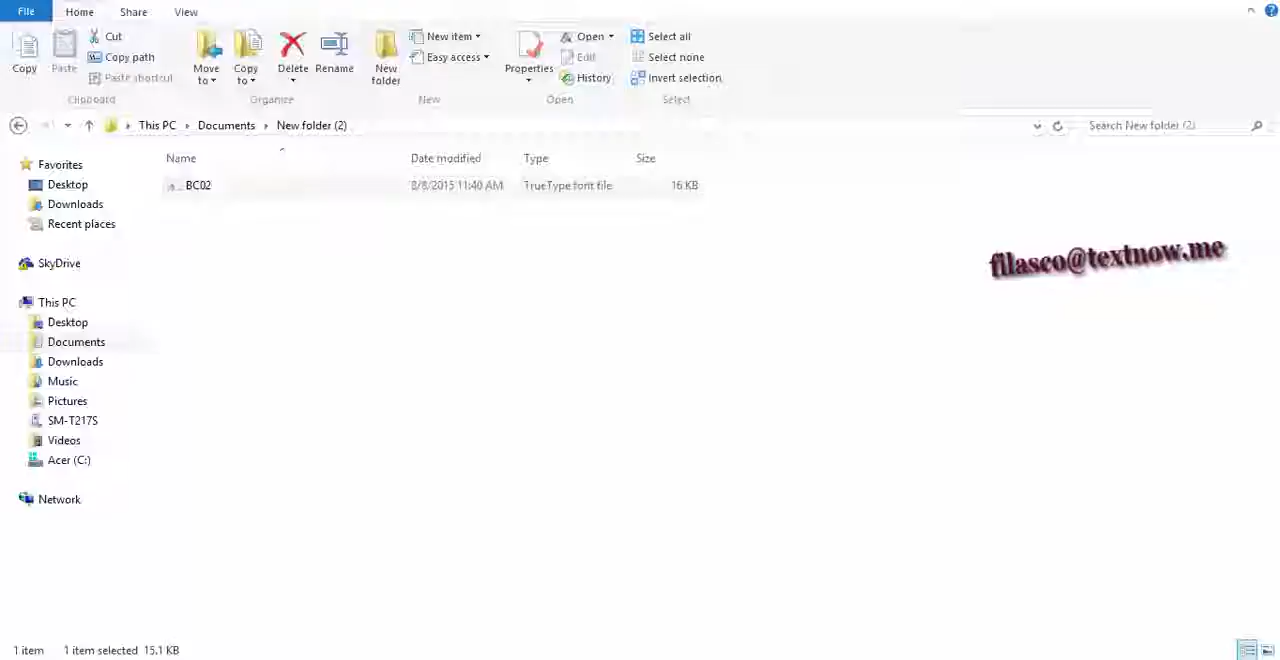 File Home Share View
Cut
Copy path
Paste shortcut
Copy Paste
Clipboard
Move to Copy to Delete Rename
Organize
New folder
New item
Easy access
New
Properties
Open
Edit
History
Open
Select all
Select none
Invert selection
Select
This PC Documents New folder (2) Search New folder (2)
Name Date modified Type Size
BC02 8/8/2015 11:40 AM TrueType font file 16 KB
filasco@textnow.me
Favorites
Desktop
Downloads
Recent places
SkyDrive
This PC
Desktop
Documents
Downloads
Music
Pictures
SM-T217S
Videos
Acer (C:)
Network
1 item 1 item selected 15.1 KB